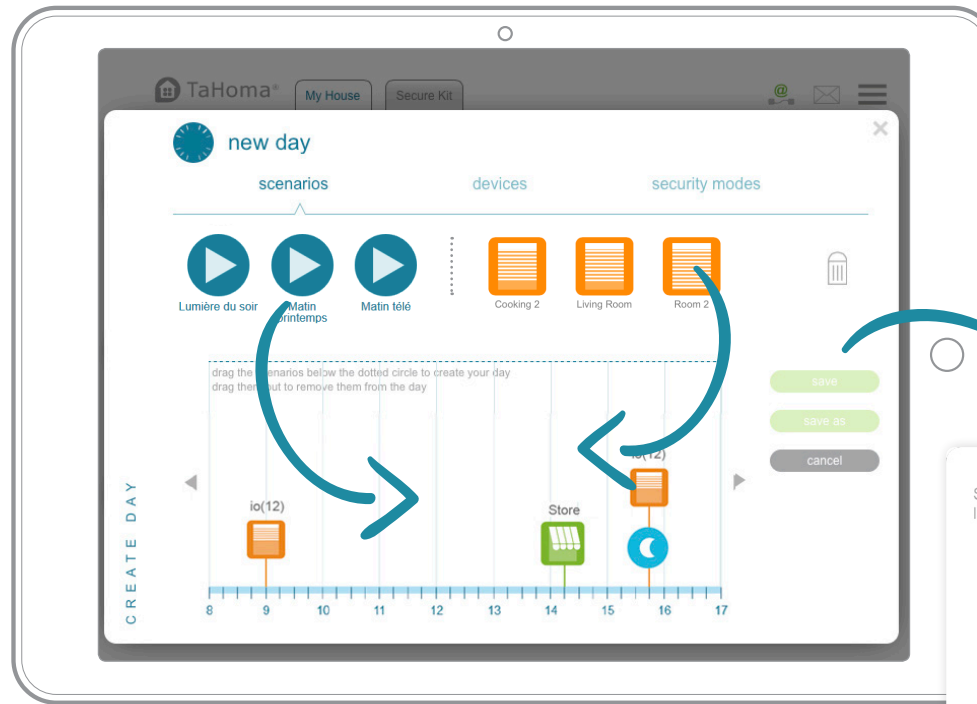 TaHoma®
My House
Secure Kit
@
new day
scenarios
devices
security modes
Lumière du soir
Matin
printemps
Matin télé
Cooking 2
Living Room
Room 2
drag the scenarios below the dotted circle to create your day
drag them out to remove them from the day
save
save as
cancel
CREATE DAY
io(12)
Store
io(12)
8 9 10 11 12 13 14 15 16 17